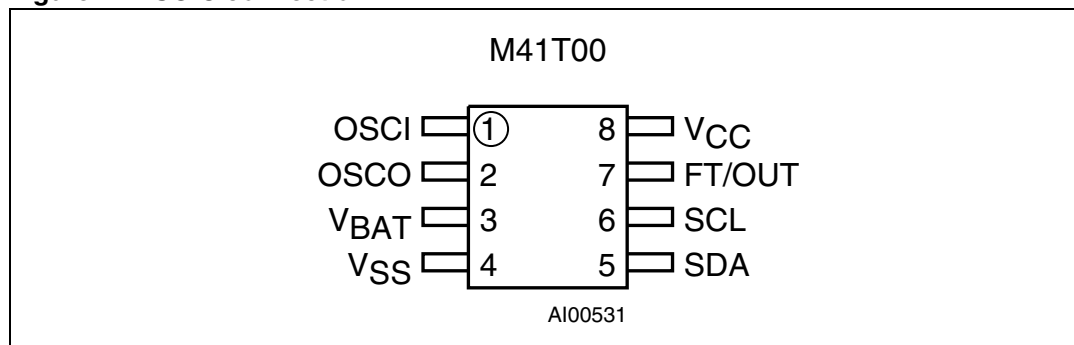 M41T00
OSCI 1 8 VCC
OSCO 2 7 FT/OUT
VBAT 3 6 SCL
VSS 4 5 SDA
AI00531